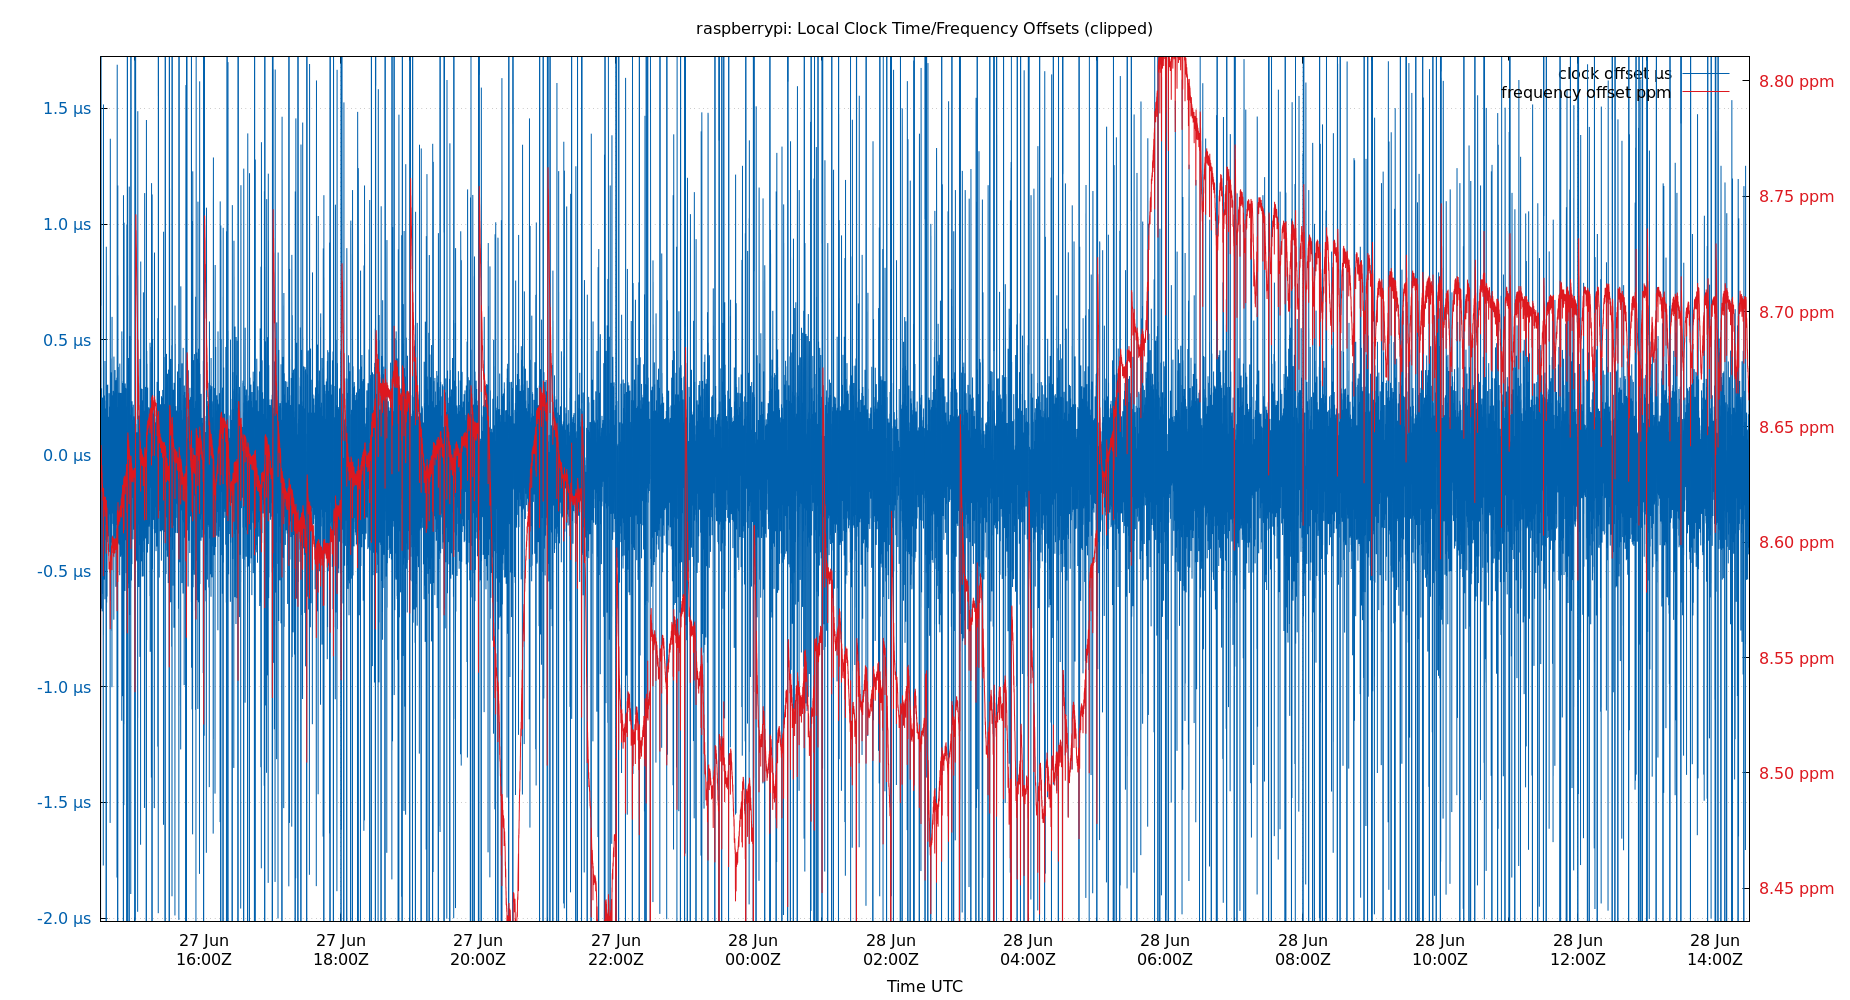 raspberrypi: Local Clock Time/Frequency Offsets (clipped)
clock offset µs
frequency offset ppm
1.5 µs
1.0 µs
0.5 µs
0.0 µs
-0.5 µs
-1.0 µs
-1.5 µs
-2.0 µs
8.80 ppm
8.75 ppm
8.70 ppm
8.65 ppm
8.60 ppm
8.55 ppm
8.50 ppm
8.45 ppm
27 Jun 16:00Z
27 Jun 18:00Z
27 Jun 20:00Z
27 Jun 22:00Z
28 Jun 00:00Z
28 Jun 02:00Z
28 Jun 04:00Z
28 Jun 06:00Z
28 Jun 08:00Z
28 Jun 10:00Z
28 Jun 12:00Z
28 Jun 14:00Z
Time UTC